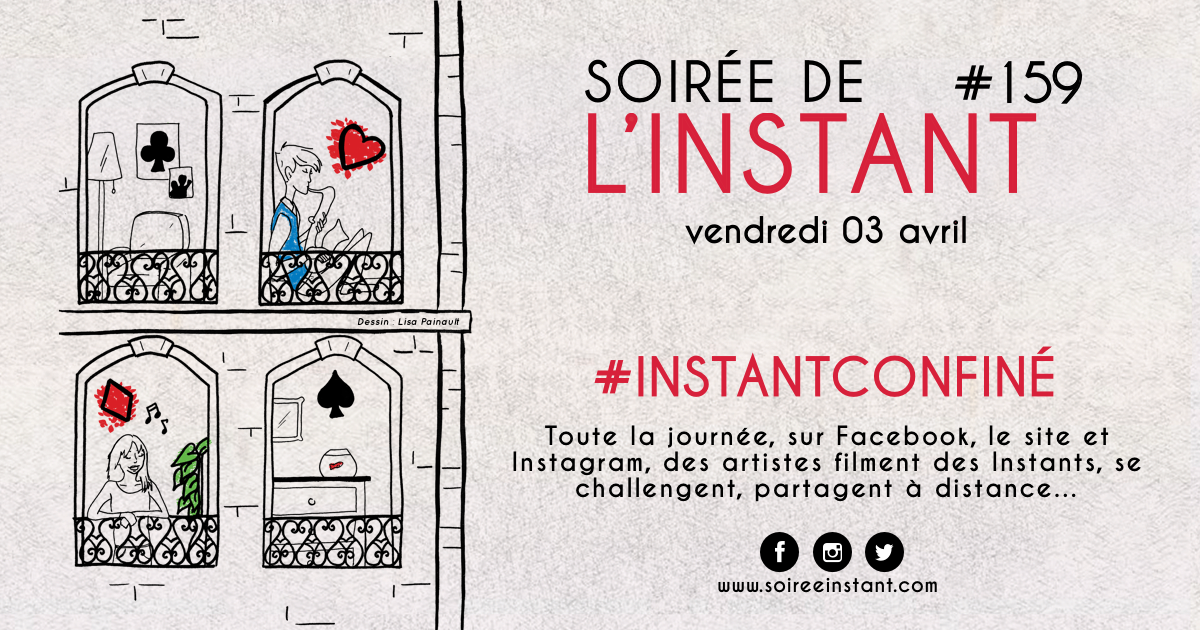 SOIRÉE DE #159
L'INSTANT
vendredi 03 avril
Dessin : Lisa Painault
#INSTANTCONFINÉ
Toute la journée, sur Facebook, le site et
Instagram, des artistes filment des Instants, se
challengent, partagent à distance...
www.soireeinstant.com